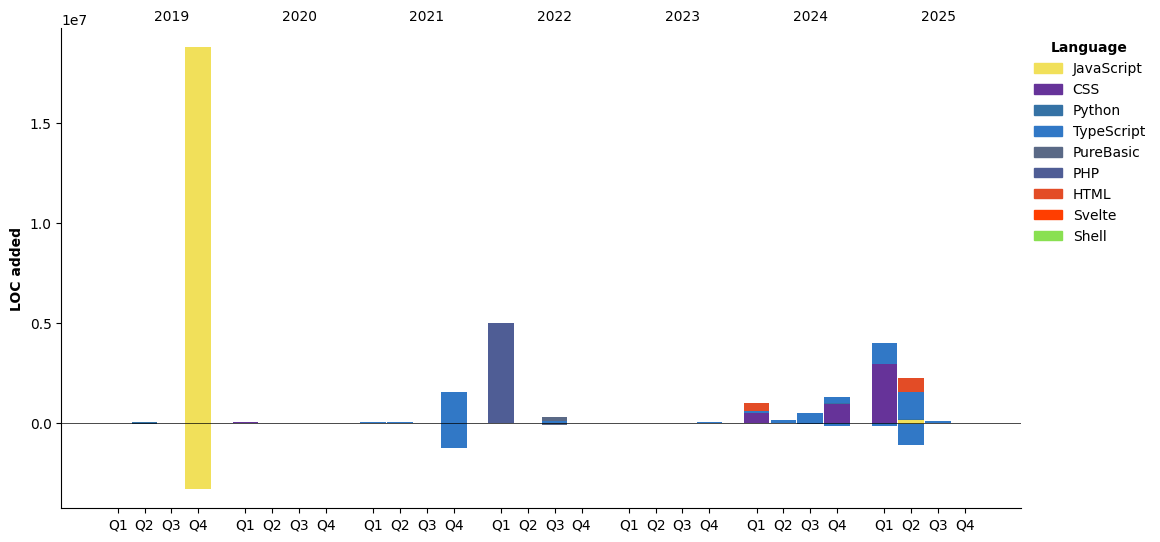 2019 2020 2021 2022 2023 2024 2025
1e7
1.5
1.0
0.5
0.0
LOC added
Q1 Q2 Q3 Q4 Q1 Q2 Q3 Q4 Q1 Q2 Q3 Q4 Q1 Q2 Q3 Q4 Q1 Q2 Q3 Q4 Q1 Q2 Q3 Q4 Q1 Q2 Q3 Q4
Language
JavaScript
CSS
Python
TypeScript
PureBasic
PHP
HTML
Svelte
Shell